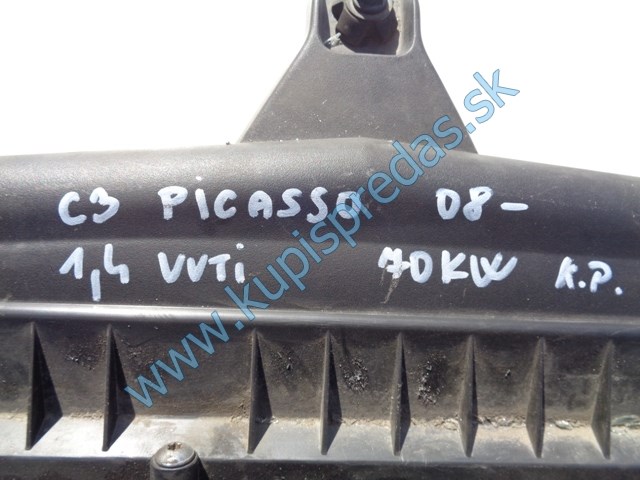 C3 PICASSO 08-
1,4 VVTi 70KW K.P.
www.kupispredas.sk